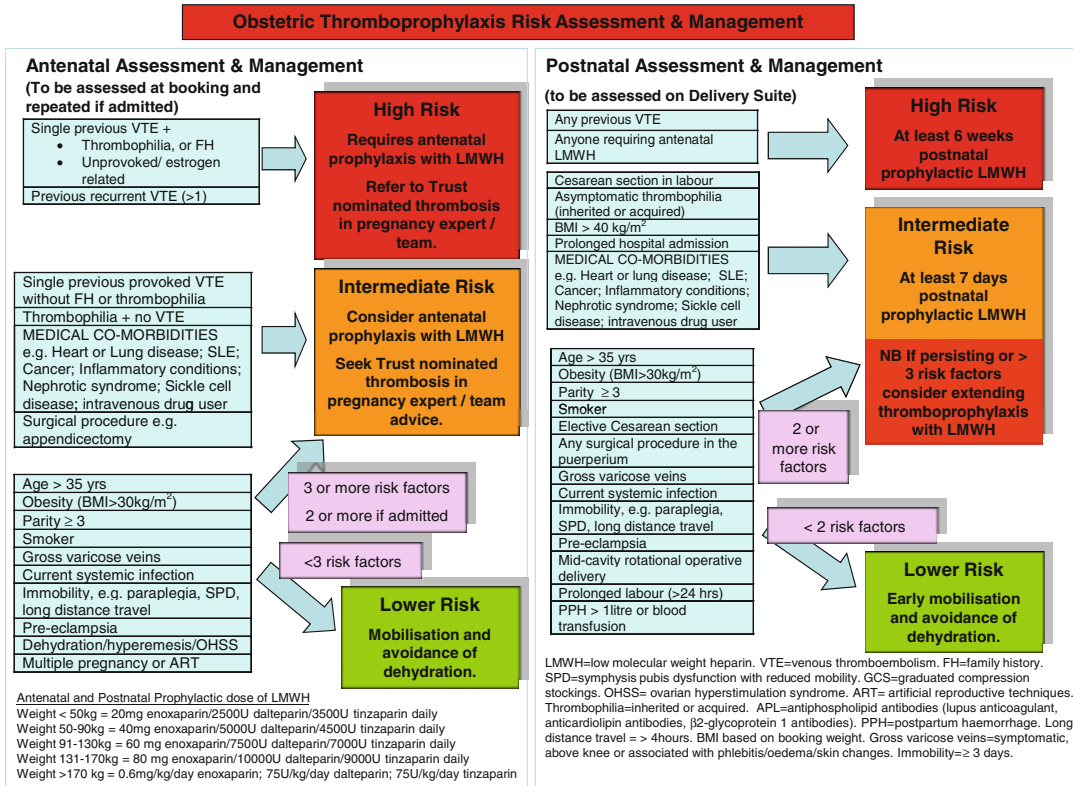 Obstetric Thromboprophylaxis Risk Assessment & Management
Antenatal Assessment & Management
(To be assessed at booking and
repeated if admitted)
Single previous VTE +
• Thrombophilia, or FH
• Unprovoked/ estrogen
related
Previous recurrent VTE (>1)
High Risk
Requires antenatal
prophylaxis with LMWH
Refer to Trust
nominated thrombosis
in pregnancy expert /
team.
Single previous provoked VTE
without FH or thrombophilia
Thrombophilia + no VTE
MEDICAL CO-MORBIDITIES
e.g. Heart or Lung disease; SLE;
Cancer; Inflammatory conditions;
Nephrotic syndrome; Sickle cell
disease; intravenous drug user
Surgical procedure e.g.
appendicectomy
Intermediate Risk
Consider antenatal
prophylaxis with LMWH
Seek Trust nominated
thrombosis in
pregnancy expert / team
advice.
Age > 35 yrs
Obesity (BMI>30kg/m²)
Parity ≥ 3
Smoker
Gross varicose veins
Current systemic infection
Immobility, e.g. paraplegia, SPD,
long distance travel
Pre-eclampsia
Dehydration/hyperemesis/OHSS
Multiple pregnancy or ART
3 or more risk factors
2 or more if admitted
<3 risk factors
Lower Risk
Mobilisation and
avoidance of
dehydration.
Antenatal and Postnatal Prophylactic dose of LMWH
Weight < 50kg = 20mg enoxaparin/2500U dalteparin/3500U tinzaparin daily
Weight 50-90kg = 40mg enoxaparin/5000U dalteparin/4500U tinzaparin daily
Weight 91-130kg = 60 mg enoxaparin/7500U dalteparin/7000U tinzaparin daily
Weight 131-170kg = 80 mg enoxaparin/10000U dalteparin/9000U tinzaparin daily
Weight >170 kg = 0.6mg/kg/day enoxaparin; 75U/kg/day dalteparin; 75U/kg/day tinzaparin
Postnatal Assessment & Management
(to be assessed on Delivery Suite)
Any previous VTE
Anyone requiring antenatal
LMWH
High Risk
At least 6 weeks
postnatal
prophylactic LMWH
Cesarean section in labour
Asymptomatic thrombophilia
(inherited or acquired)
BMI > 40 kg/m²
Prolonged hospital admission
MEDICAL CO-MORBIDITIES
e.g. Heart or lung disease; SLE;
Cancer; Inflammatory conditions;
Nephrotic syndrome; Sickle cell
disease; intravenous drug user
Intermediate
Risk
At least 7 days
postnatal
prophylactic LMWH
NB If persisting or >
3 risk factors
consider extending
thromboprophylaxis
with LMWH
Age > 35 yrs
Obesity (BMI>30kg/m²)
Parity ≥ 3
Smoker
Elective Cesarean section
Any surgical procedure in the
puerperium
Gross varicose veins
Current systemic infection
Immobility, e.g. paraplegia,
SPD, long distance travel
Pre-eclampsia
Mid-cavity rotational operative
delivery
Prolonged labour (>24 hrs)
PPH > 1litre or blood
transfusion
2 or
more risk
factors
< 2 risk factors
Lower Risk
Early mobilisation
and avoidance of
dehydration.
LMWH=low molecular weight heparin. VTE=venous thromboembolism. FH=family history.
SPD=symphysis pubis dysfunction with reduced mobility. GCS=graduated compression
stockings. OHSS= ovarian hyperstimulation syndrome. ART= artificial reproductive techniques.
Thrombophilia=inherited or acquired. APL=antiphospholipid antibodies (lupus anticoagulant,
anticardiolipin antibodies, β2-glycoprotein 1 antibodies). PPH=postpartum haemorrhage. Long
distance travel = > 4hours. BMI based on booking weight. Gross varicose veins=symptomatic,
above knee or associated with phlebitis/oedema/skin changes. Immobility=≥ 3 days.